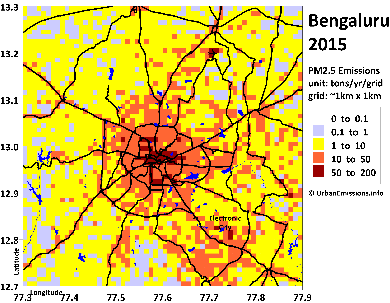 Bengaluru
2015
PM2.5 Emissions
unit: tons/yr/grid
grid: ~1km x 1km
0 to 0.1
0.1 to 1
1 to 10
10 to 50
50 to 200
© UrbanEmissions.info
13.3
13.2
13.1
13.0
12.9
12.8
12.7
Electronic
City
Latitude
Longitude
77.3
77.4
77.5
77.6
77.7
77.8
77.9